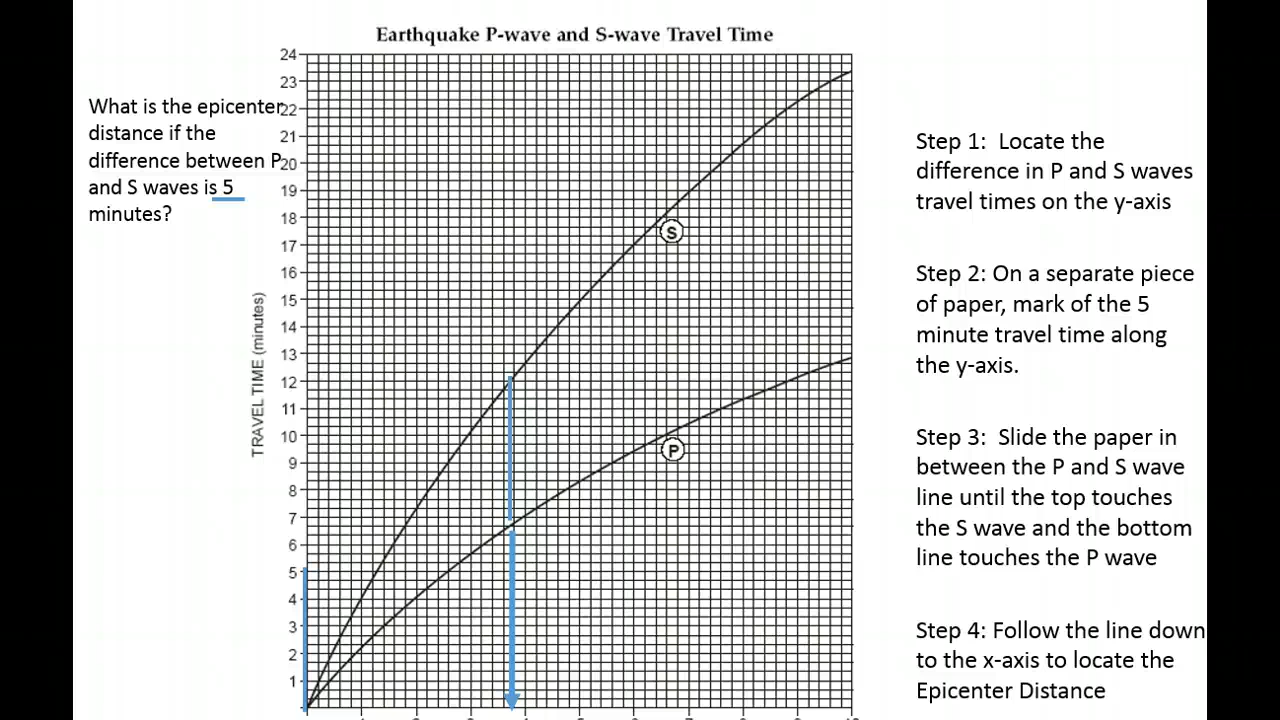 Earthquake P-wave and S-wave Travel Time
What is the epicenter
distance if the
difference between P
and S waves is 5
minutes?
TRAVEL TIME (minutes)
24
23
22
21
20
19
18
17
16
15
14
13
12
11
10
9
8
7
6
5
4
3
2
1
S
P
Step 1:  Locate the
difference in P and S waves
travel times on the y-axis
Step 2: On a separate piece
of paper, mark of the 5
minute travel time along
the y-axis.
Step 3:  Slide the paper in
between the P and S wave
line until the top touches
the S wave and the bottom
line touches the P wave
Step 4: Follow the line down
to the x-axis to locate the
Epicenter Distance